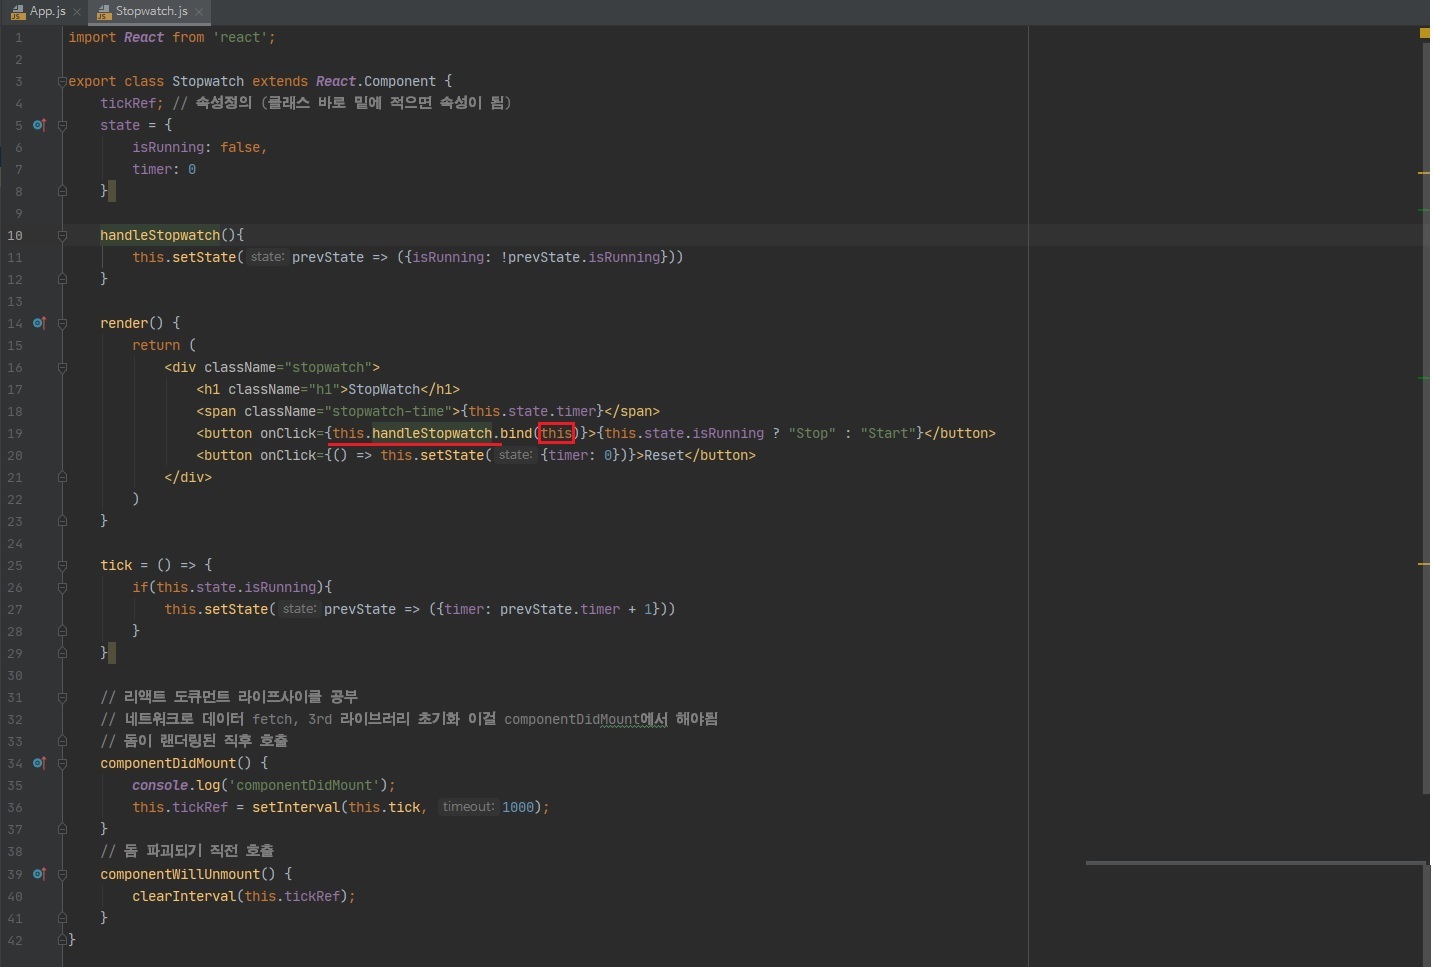 App.js Stopwatch.js
1 import React from 'react';
2
3 export class Stopwatch extends React.Component {
4 tickRef; // 속성정의 (클래스 바로 밑에 적으면 속성이 됨)
5 state = {
6 isRunning: false,
7 timer: 0
8 }
9
10 handleStopwatch(){
11 this.setState( state: prevState => ({isRunning: !prevState.isRunning}))
12 }
13
14 render() {
15 return (
16 <div className="stopwatch">
17 <h1 className="h1">StopWatch</h1>
18 <span className="stopwatch-time">{this.state.timer}</span>
19 <button onClick={this.handleStopwatch.bind(this)}>{this.state.isRunning ? "Stop" : "Start"}</button>
20 <button onClick={() => this.setState( state: {timer: 0})}>Reset</button>
21 </div>
22 )
23 }
24
25 tick = () => {
26 if(this.state.isRunning){
27 this.setState( state: prevState => ({timer: prevState.timer + 1}))
28 }
29 }
30
31 // 리액트 도큐먼트 라이프사이클 공부
32 // 네트워크로 데이터 fetch, 3rd 라이브러리 초기화 이걸 componentDidMount에서 해야됨
33 // 돔이 랜더링된 직후 호출
34 componentDidMount() {
35 console.log('componentDidMount');
36 this.tickRef = setInterval(this.tick, timeout: 1000);
37 }
38 // 돔 파괴되기 직전 호출
39 componentWillUnmount() {
40 clearInterval(this.tickRef);
41 }
42 }